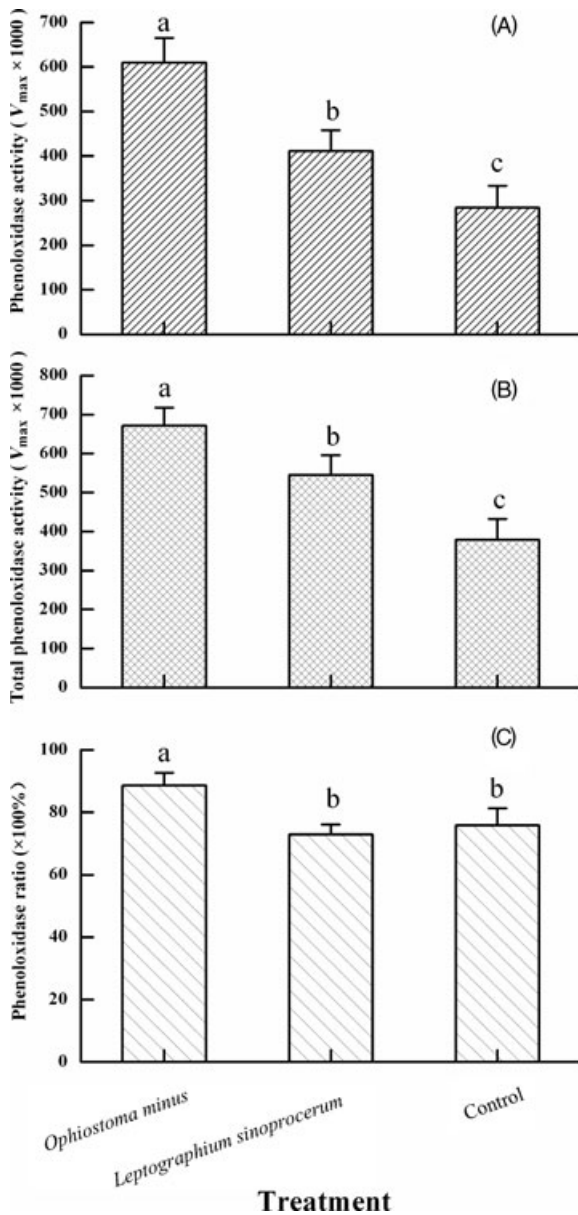 (A)
Phenoloxidase activity ( Vmax ×1000 )
700
600
500
400
300
200
100
0
a
b
c
(B)
Total phenoloxidase activity ( Vmax ×1000 )
800
700
600
500
400
300
200
100
0
a
b
c
(C)
Phenoloxidase ratio (×100%)
100
80
60
40
20
0
a
b
b
Ophiostoma minus
Leptographium sinoprocerum
Control
Treatment